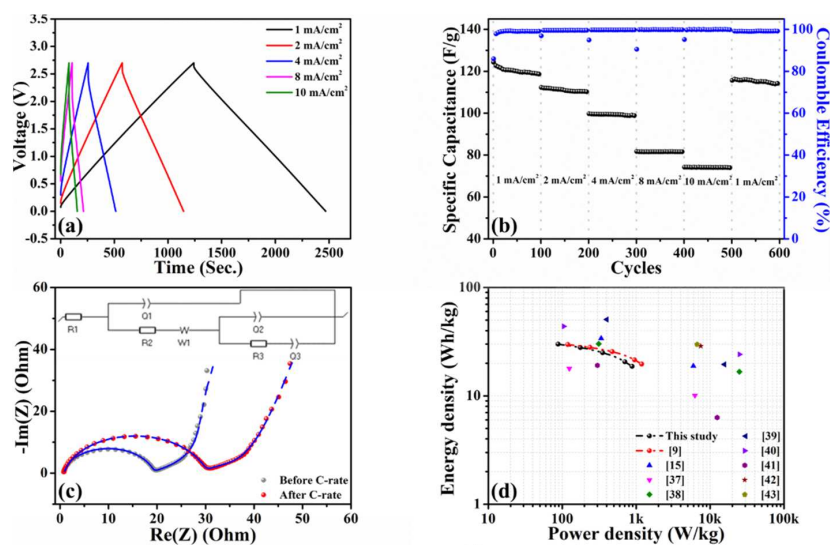 3.5
3.0
2.5
2.0
1.5
1.0
0.5
0.0
-0.5
Voltage (V)
1 mA/cm2
2 mA/cm2
4 mA/cm2
8 mA/cm2
10 mA/cm2
(a)
0 500 1000 1500 2000 2500
Time (Sec.)
140
120
100
80
60
40
Specific Capacitance (F/g)
1 mA/cm2 2 mA/cm2 4 mA/cm2 8 mA/cm2 10 mA/cm2 1 mA/cm2
(b)
100
80
60
40
20
0
Coulomble Efficiency (%)
0 100 200 300 400 500 600
Cycles
60
40
20
0
-Im(Z) (Ohm)
R1 Q1 R2 W1 Q2 R3 Q3
Before C-rate
After C-rate
(c)
0 10 20 30 40 50 60
Re(Z) (Ohm)
100
10
1
Energy density (Wh/kg)
This study
[9]
[15]
[37]
[38]
[39]
[40]
[41]
[42]
[43]
(d)
10 100 1k 10k 100k
Power density (W/kg)